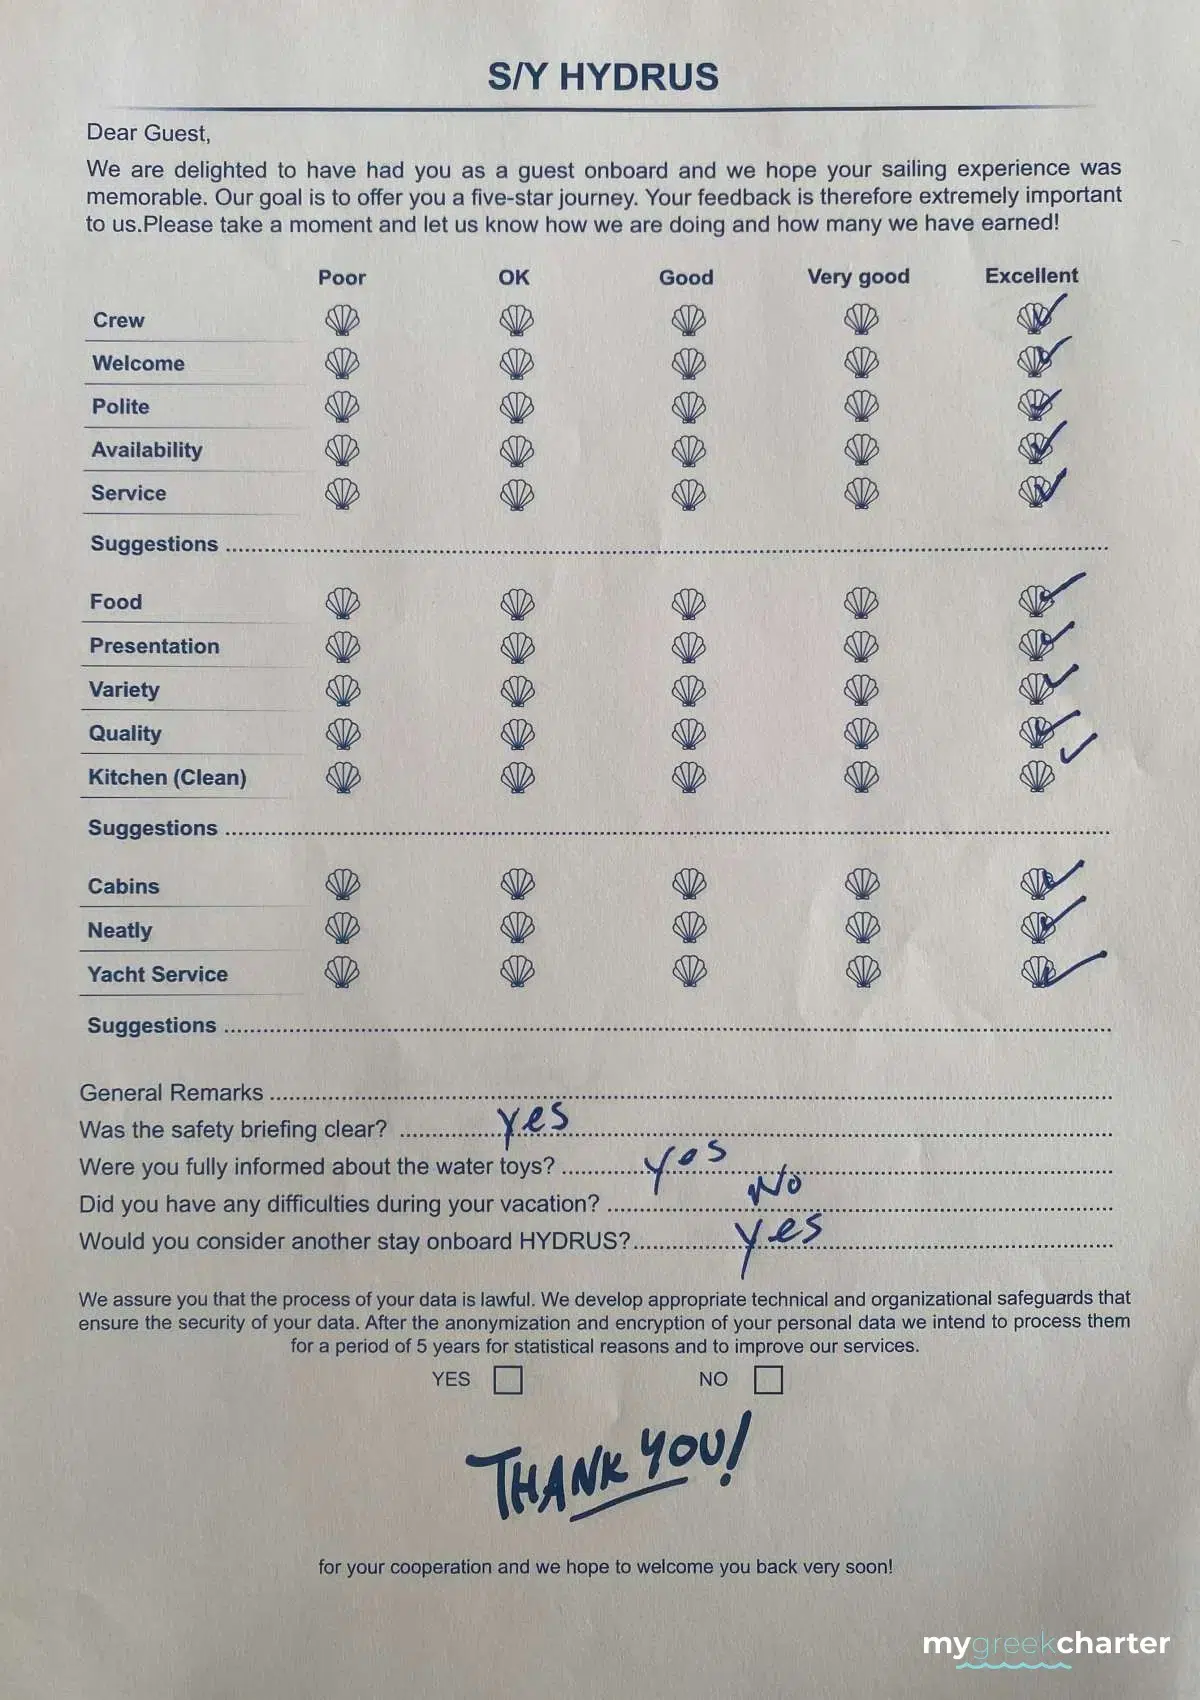 S/Y HYDRUS
Dear Guest,
We are delighted to have had you as a guest onboard and we hope your sailing experience was
memorable. Our goal is to offer you a five-star journey. Your feedback is therefore extremely important
to us.Please take a moment and let us know how we are doing and how many we have earned!
Poor OK Good Very good Excellent
Crew
Welcome
Polite
Availability
Service
Suggestions
Food
Presentation
Variety
Quality
Kitchen (Clean)
Suggestions
Cabins
Neatly
Yacht Service
Suggestions
General Remarks
Was the safety briefing clear? yes
Were you fully informed about the water toys? yes
Did you have any difficulties during your vacation? No
Would you consider another stay onboard HYDRUS? yes
We assure you that the process of your data is lawful. We develop appropriate technical and organizational safeguards that
ensure the security of your data. After the anonymization and encryption of your personal data we intend to process them
for a period of 5 years for statistical reasons and to improve our services.
YES NO
THANK YOU!
for your cooperation and we hope to welcome you back very soon!
mygreekcharter